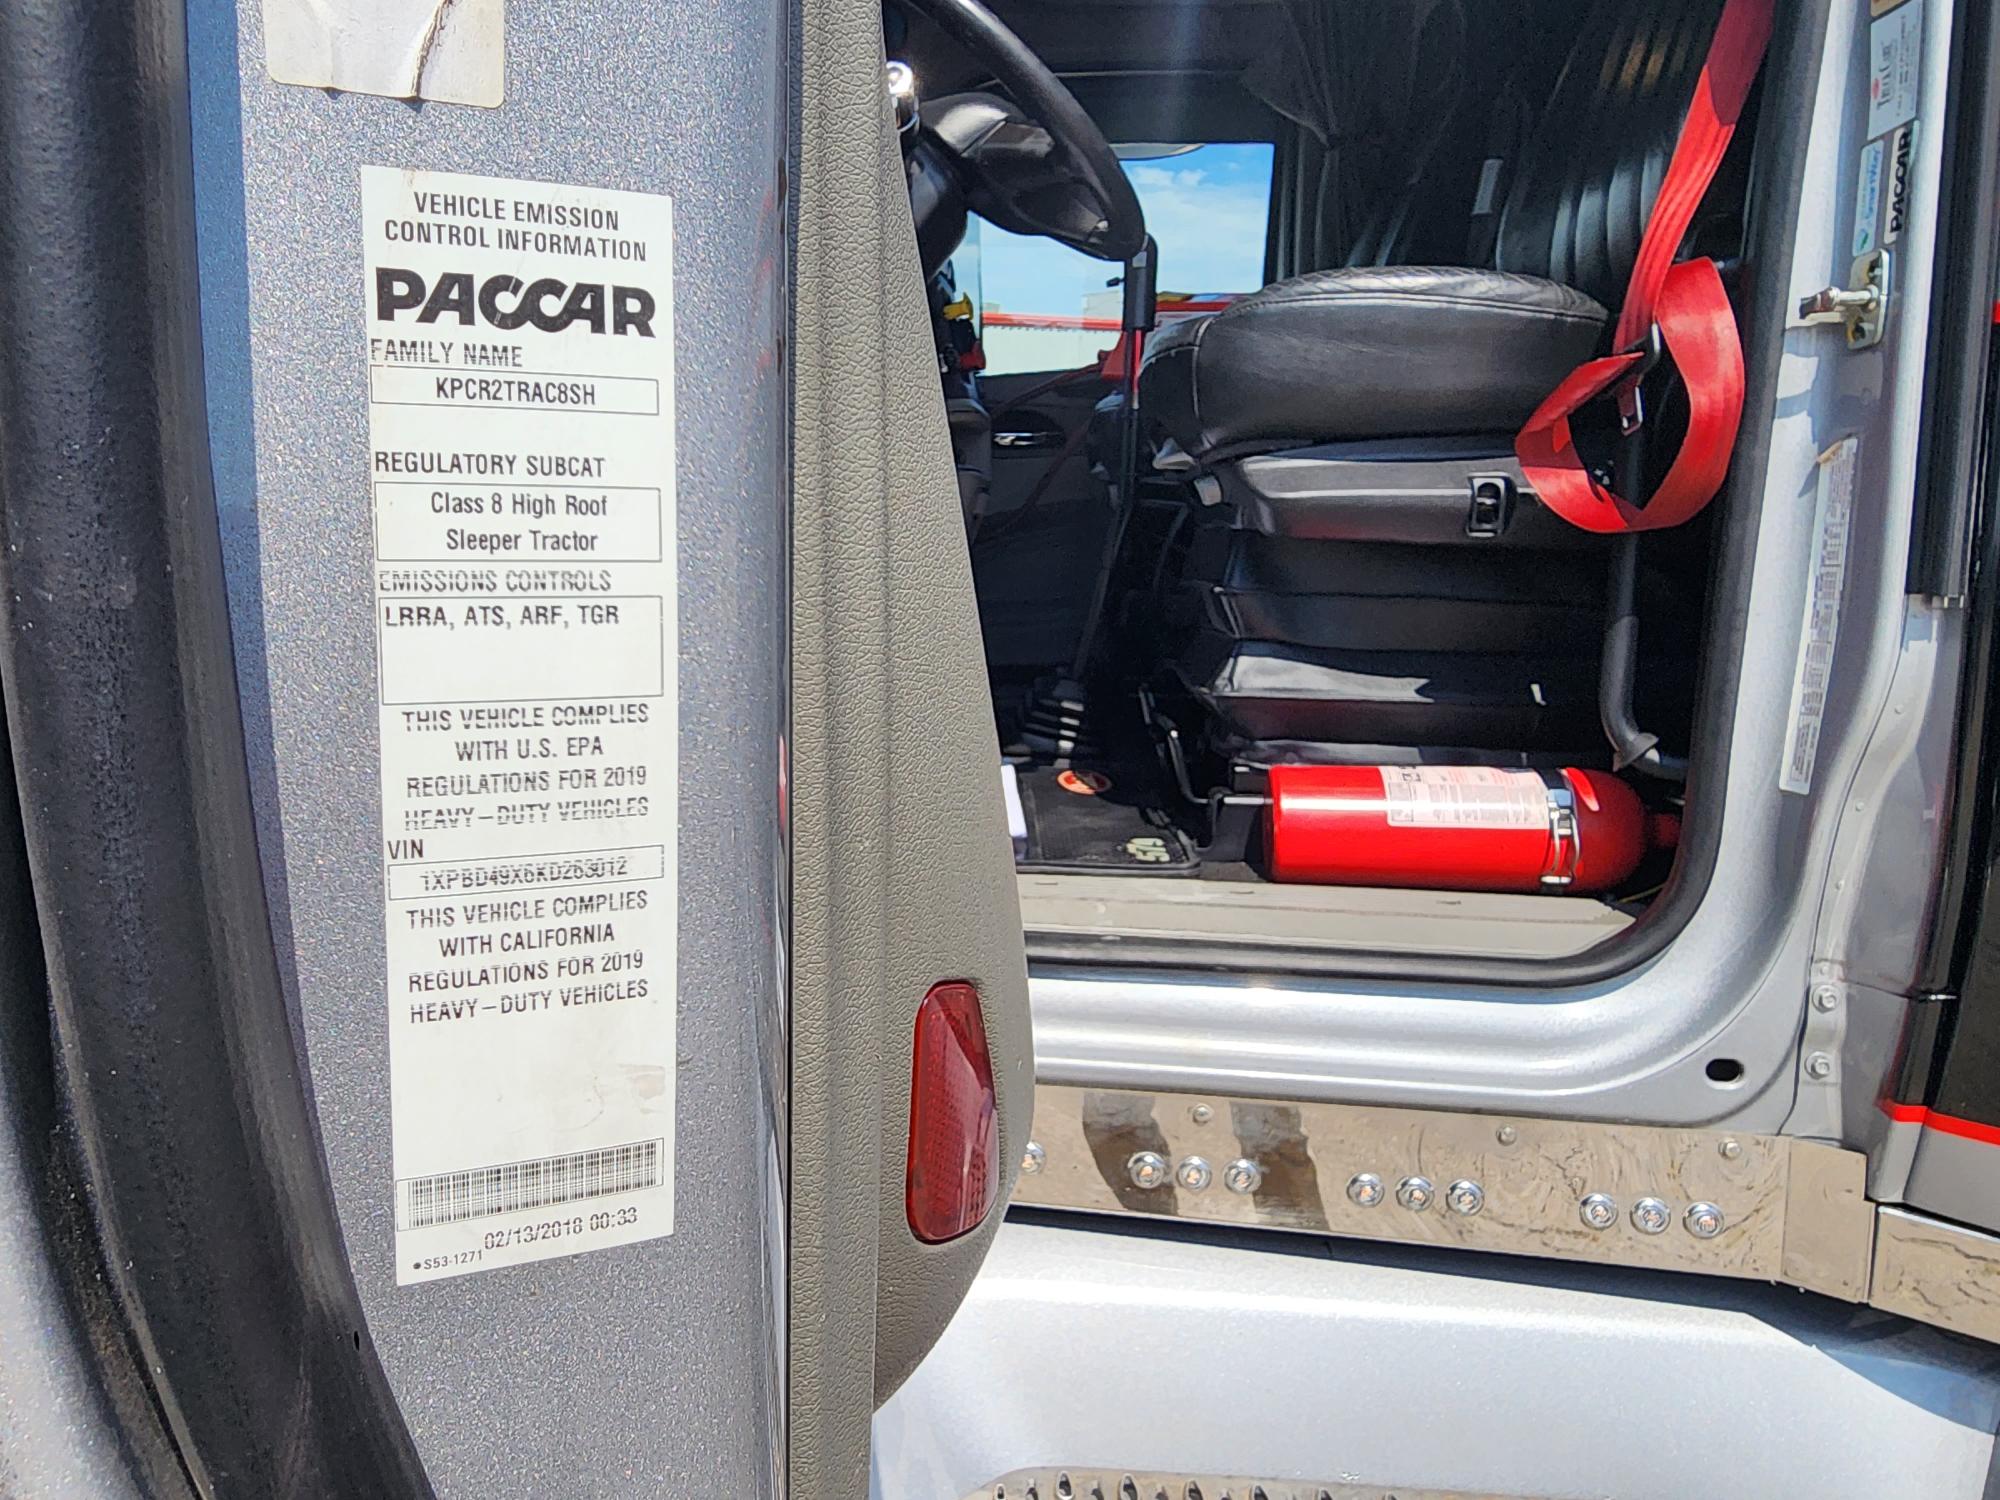 VEHICLE EMISSION
CONTROL INFORMATION
PACCAR
FAMILY NAME
KPCR2TRAC8SH
REGULATORY SUBCAT
Class 8 High Roof
Sleeper Tractor
EMISSIONS CONTROLS
LRRA, ATS, ARF, TGR
THIS VEHICLE COMPLIES
WITH U.S. EPA
REGULATIONS FOR 2019
HEAVY-DUTY VEHICLES
VIN
1XPBD49X6KD263012
THIS VEHICLE COMPLIES
WITH CALIFORNIA
REGULATIONS FOR 2019
HEAVY-DUTY VEHICLES
02/13/2018 00:33
S53-1271
PACCAR
579